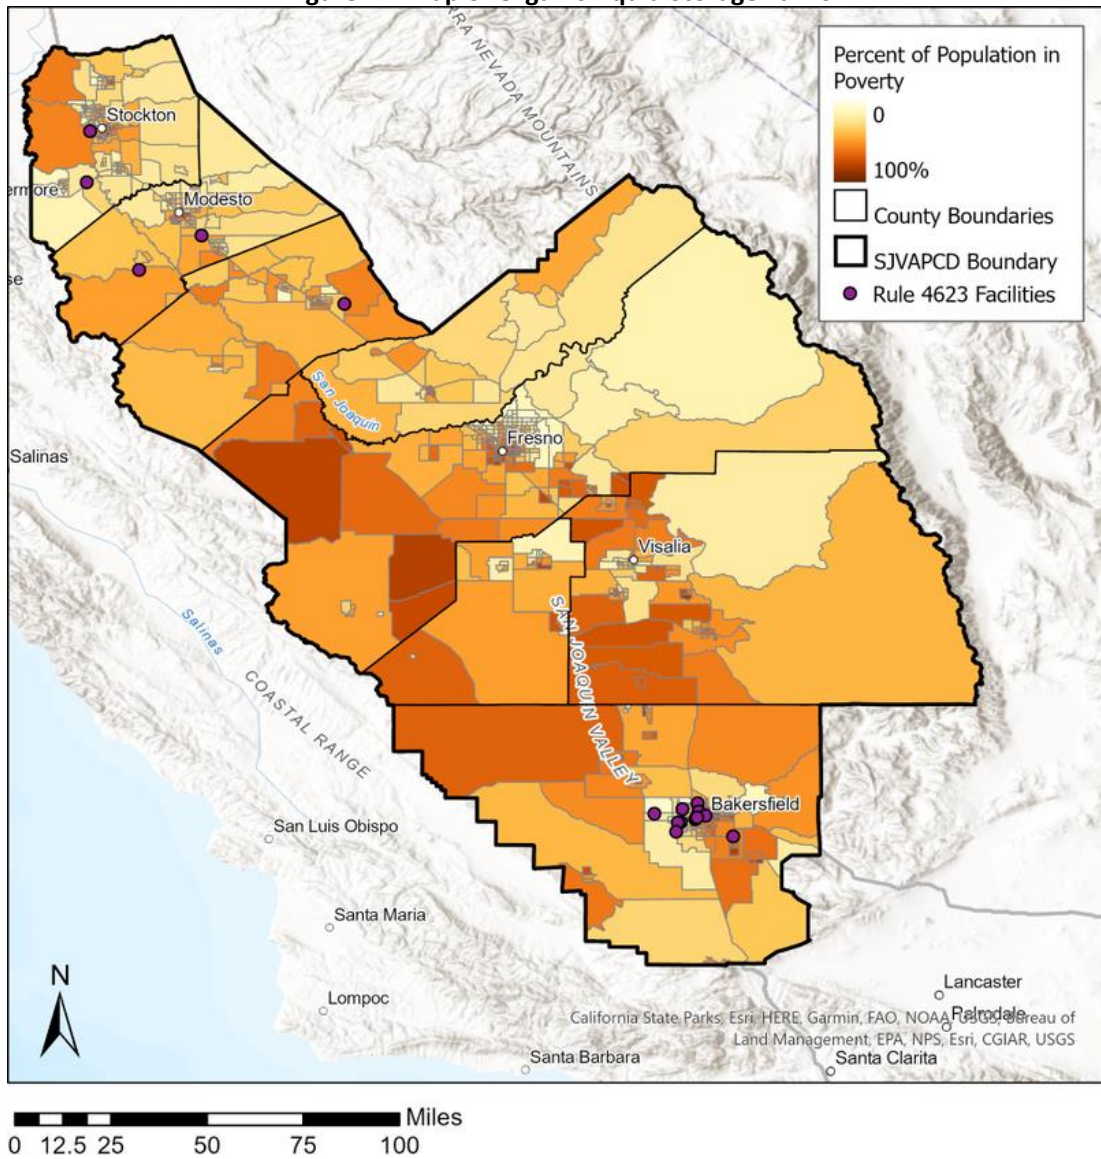 Percent of Population in
Poverty
0
100%
County Boundaries
SJVAPCD Boundary
Rule 4623 Facilities
NEVADA MOUNTAINS
Stockton
Modesto
San Joaquin
Fresno
Salinas
Visalia
Salinas
SAN JOAQUIN VALLEY
COASTAL RANGE
Bakersfield
San Luis Obispo
Santa Maria
N
Lompoc
Lancaster
Palmdale
California State Parks, Esri, HERE, Garmin, FAO, NOAA, USGS, Bureau of
Land Management, EPA, NPS, Esri, CGIAR, USGS
Santa Barbara
Santa Clarita
Miles
0 12.5 25 50 75 100